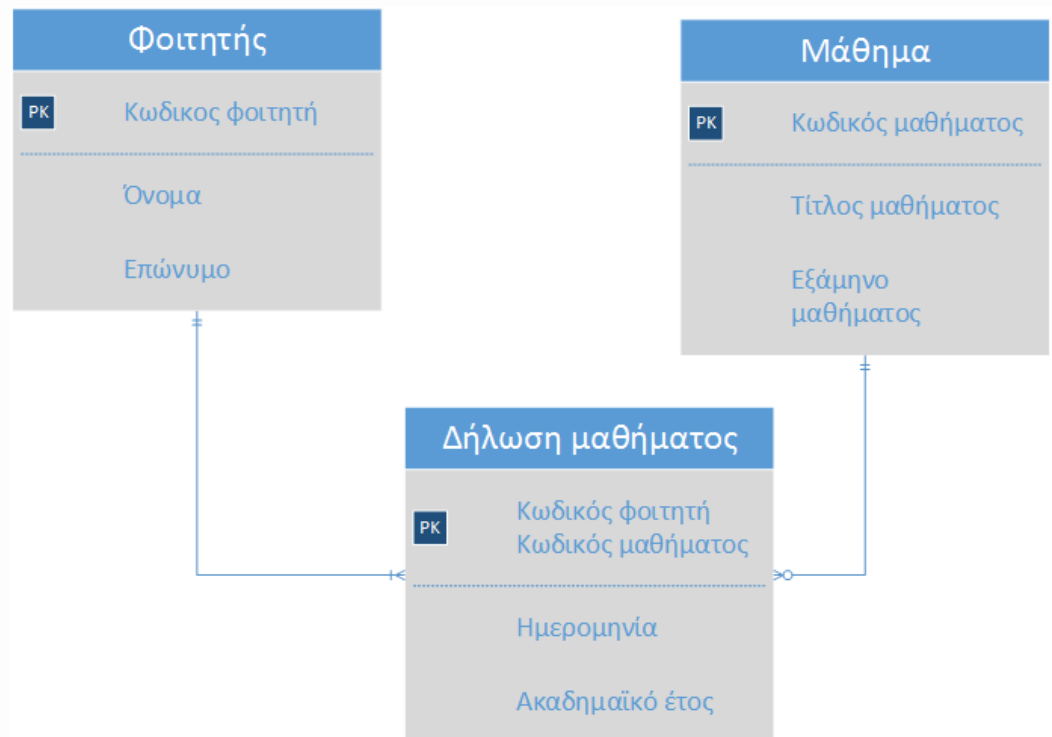 Φοιτητής
PK
Κωδικος φοιτητή
Όνομα
Επώνυμο
Μάθημα
PK
Κωδικός μαθήματος
Τίτλος μαθήματος
Εξάμηνο
μαθήματος
Δήλωση μαθήματος
PK
Κωδικός φοιτητή
Κωδικός μαθήματος
Ημερομηνία
Ακαδημαϊκό έτος